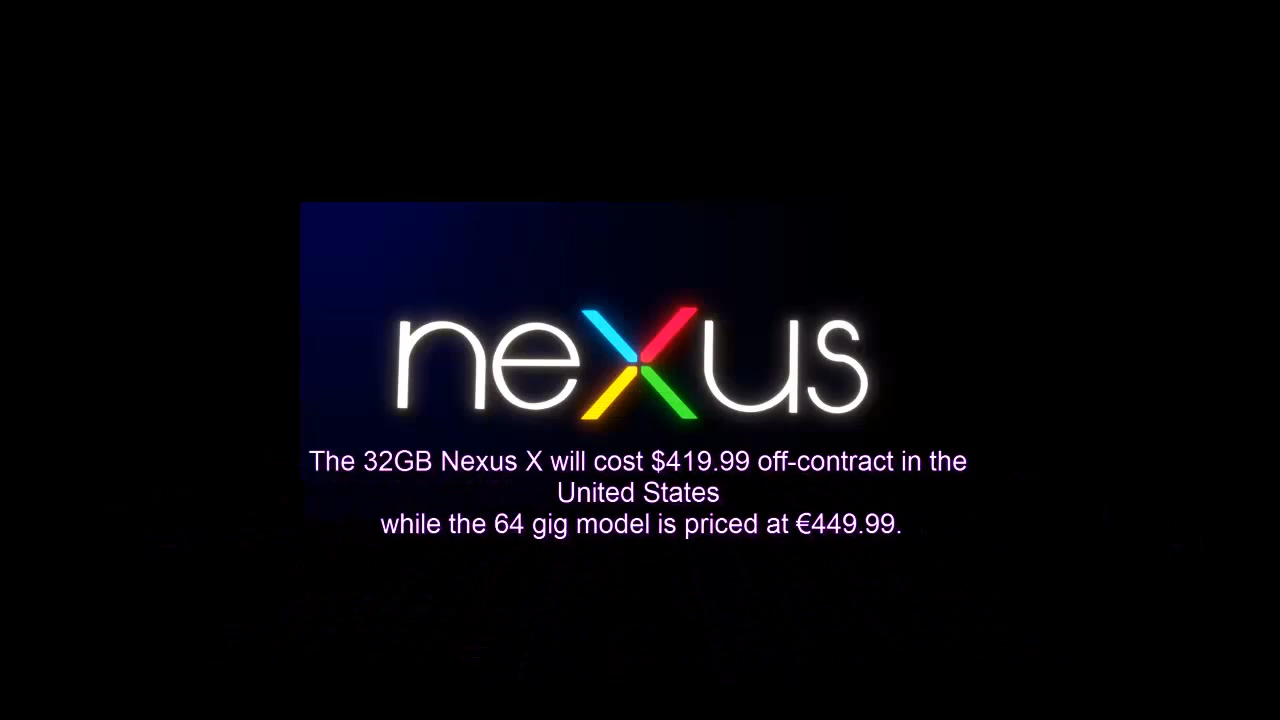 neXus
The 32GB Nexus X will cost $419.99 off-contract in the
United States
while the 64 gig model is priced at €449.99.